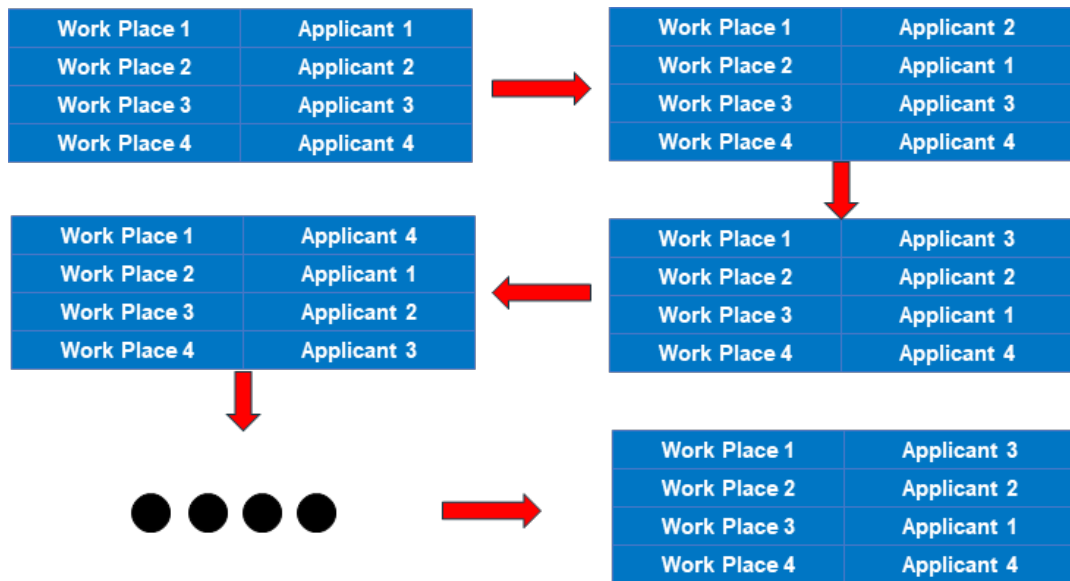 Work Place 1 Applicant 1
Work Place 2 Applicant 2
Work Place 3 Applicant 3
Work Place 4 Applicant 4
Work Place 1 Applicant 2
Work Place 2 Applicant 1
Work Place 3 Applicant 3
Work Place 4 Applicant 4
Work Place 1 Applicant 3
Work Place 2 Applicant 2
Work Place 3 Applicant 1
Work Place 4 Applicant 4
Work Place 1 Applicant 4
Work Place 2 Applicant 1
Work Place 3 Applicant 2
Work Place 4 Applicant 3
Work Place 1 Applicant 3
Work Place 2 Applicant 2
Work Place 3 Applicant 1
Work Place 4 Applicant 4